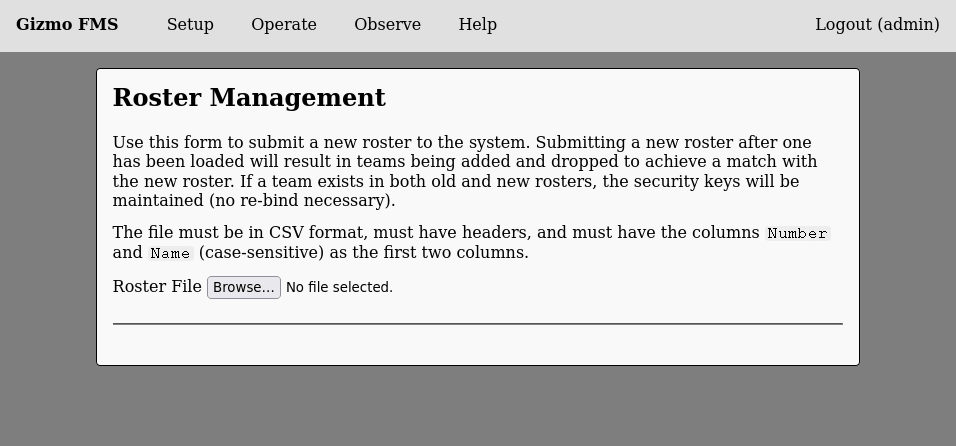 Gizmo FMS Setup Operate Observe Help Logout (admin)
Roster Management
Use this form to submit a new roster to the system. Submitting a new roster after one
has been loaded will result in teams being added and dropped to achieve a match with
the new roster. If a team exists in both old and new rosters, the security keys will be
maintained (no re-bind necessary).
The file must be in CSV format, must have headers, and must have the columns Number
and Name (case-sensitive) as the first two columns.
Roster File Browse... No file selected.